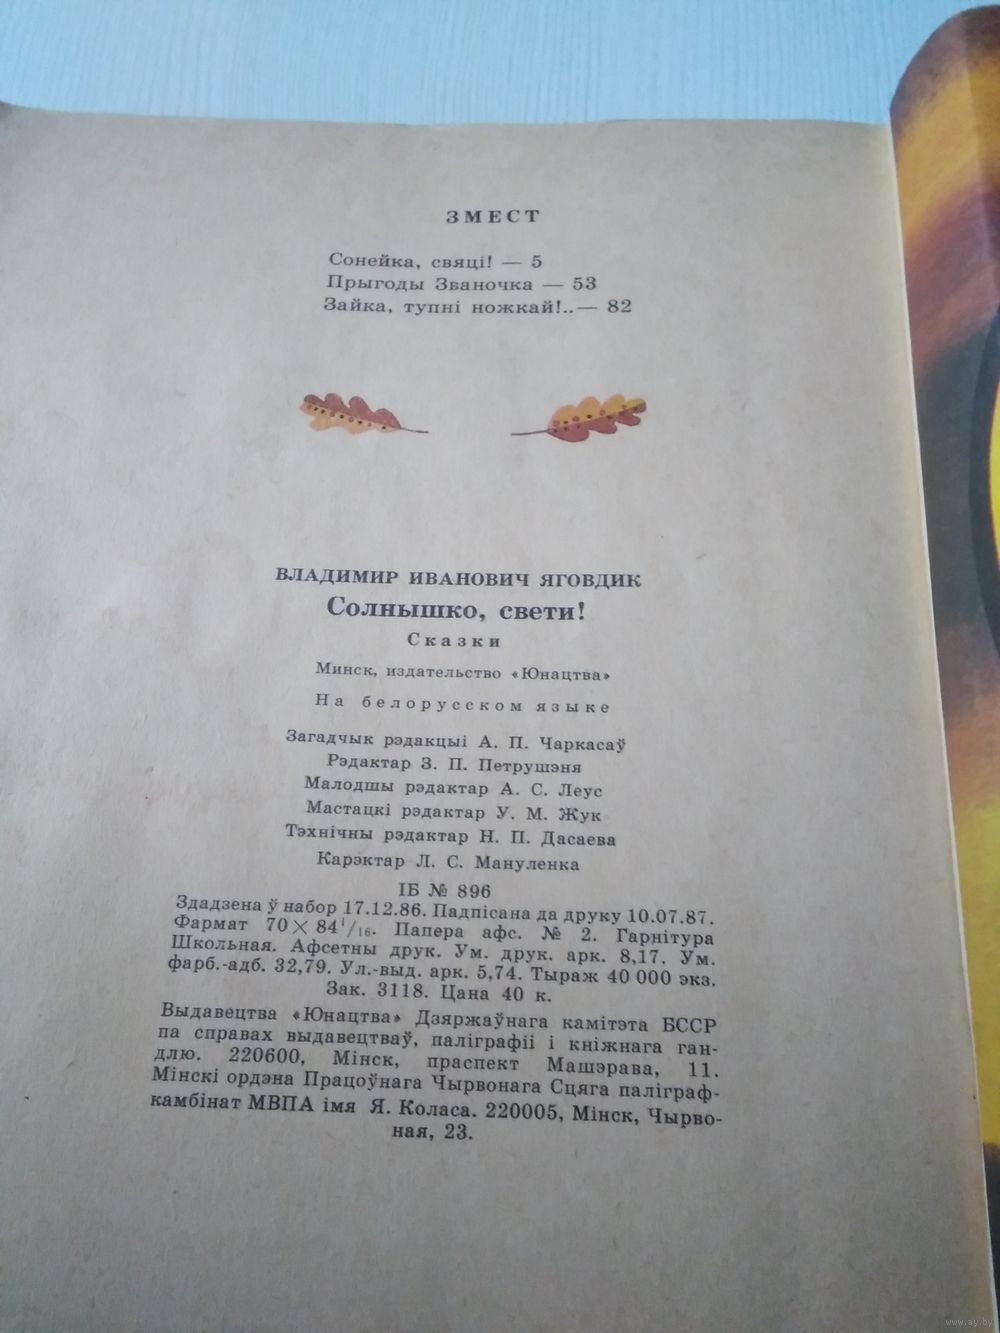 ЗМЕСТ
Сонейка, свяці! — 5
Прыгоды Званочка — 53
Зайка, тупні ножкай!..— 82
ВЛАДИМИР ИВАНОВИЧ ЯГОВДИК
Солнышко, свети!
Сказки
Минск, издательство «Юнацтва»
На белорусском языке
Загадчык рэдакцыі А. П. Чаркасаў
Рэдактар З. П. Петрушэня
Малодшы рэдактар А. С. Леус
Мастацкі рэдактар У. М. Жук
Тэхнічны рэдактар Н. П. Дасаева
Карэктар Л. С. Мануленка
ІБ № 896
Здадзена ў набор 17.12.86. Падпісана да друку 10.07.87.
Фармат 70×84¹/₁₆. Папера афс. № 2. Гарнітура
Школьная. Афсетны друк. Ум. друк. арк. 8,17. Ум.
фарб.-адб. 32,79. Ул.-выд. арк. 5,74. Тыраж 40 000 экз.
Зак. 3118. Цана 40 к.
Выдавецтва «Юнацтва» Дзяржаўнага камітэта БССР
па справах выдавецтваў, паліграфіі і кніжнага ган-
длю. 220600, Мінск, праспект Машэрава, 11.
Мінскі ордэна Працоўнага Чырвонага Сцяга паліграф-
камбінат МВПА імя Я. Коласа. 220005, Мінск, Чырво-
ная, 23.
www.ay.by